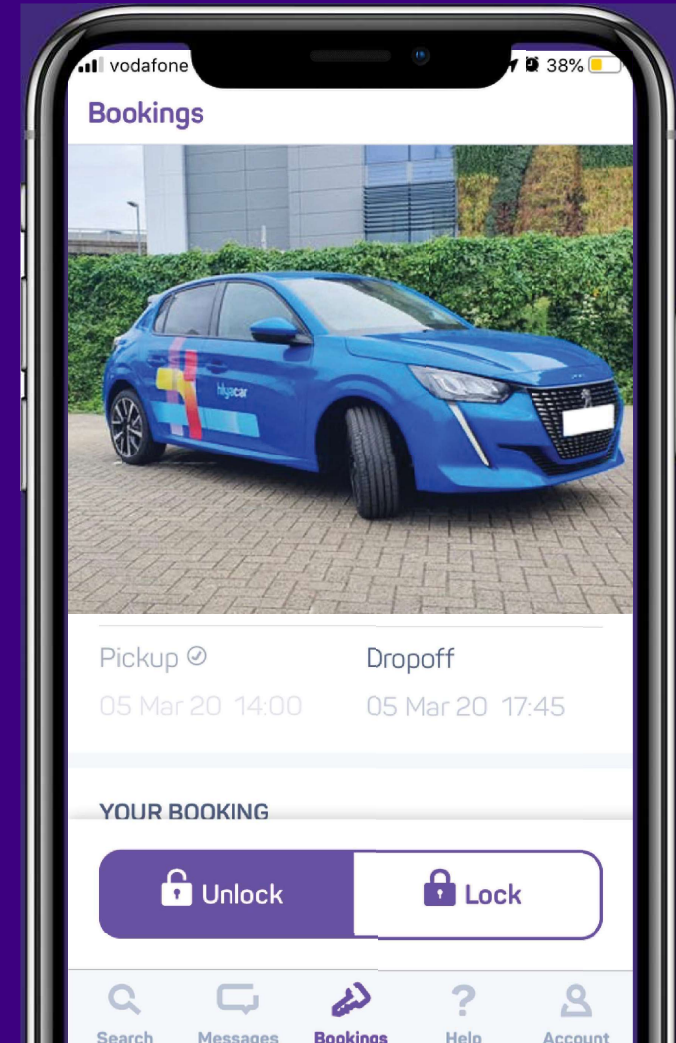 vodafone 38%
Bookings
hiyacar
Pickup Dropoff
05 Mar 20 14:00 05 Mar 20 17:45
YOUR BOOKING
Unlock Lock
Search Messages Bookings Help Account